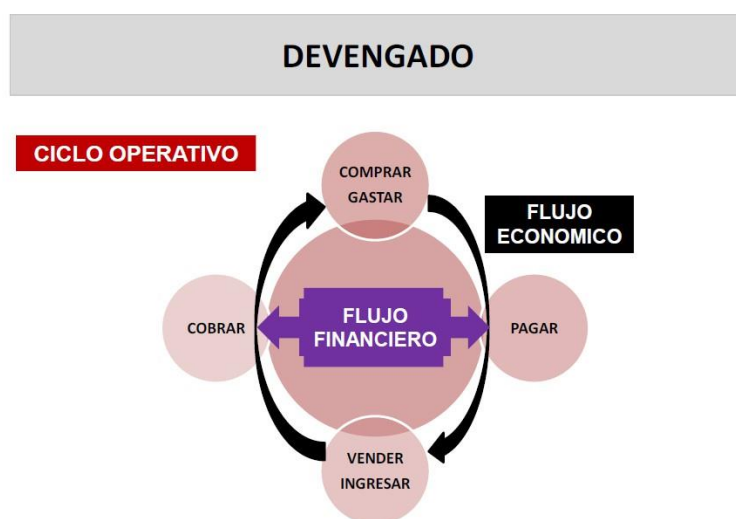 DEVENGADO
CICLO OPERATIVO
COMPRAR
GASTAR
FLUJO
ECONOMICO
COBRAR
FLUJO
FINANCIERO
PAGAR
VENDER
INGRESAR